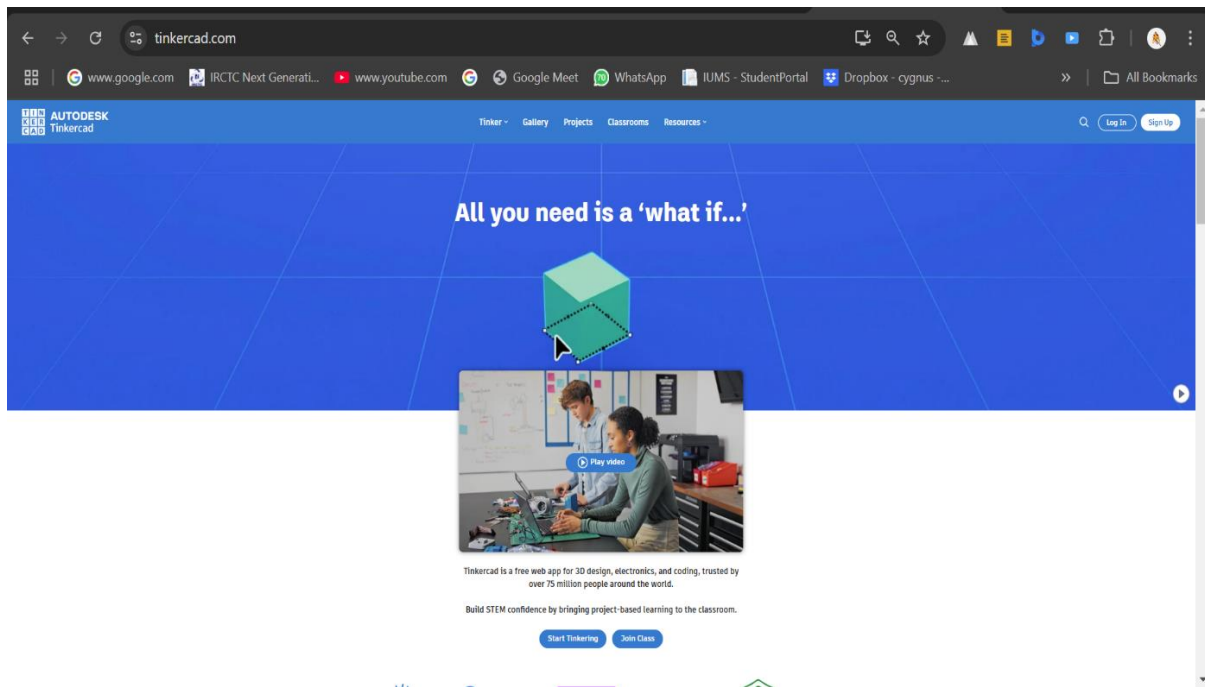 tinkercad.com
www.google.com IRCTC Next Generati... www.youtube.com Google Meet WhatsApp IUMS - StudentPortal Dropbox - cygnus -... » All Bookmarks
TINKERCAD AUTODESK
Tinkercad
Tinker Gallery Projects Classrooms Resources Log In Sign Up
All you need is a ‘what if...’
Play video
Tinkercad is a free web app for 3D design, electronics, and coding, trusted by
over 75 million people around the world.
Build STEM confidence by bringing project-based learning to the classroom.
Start Tinkering Join Class